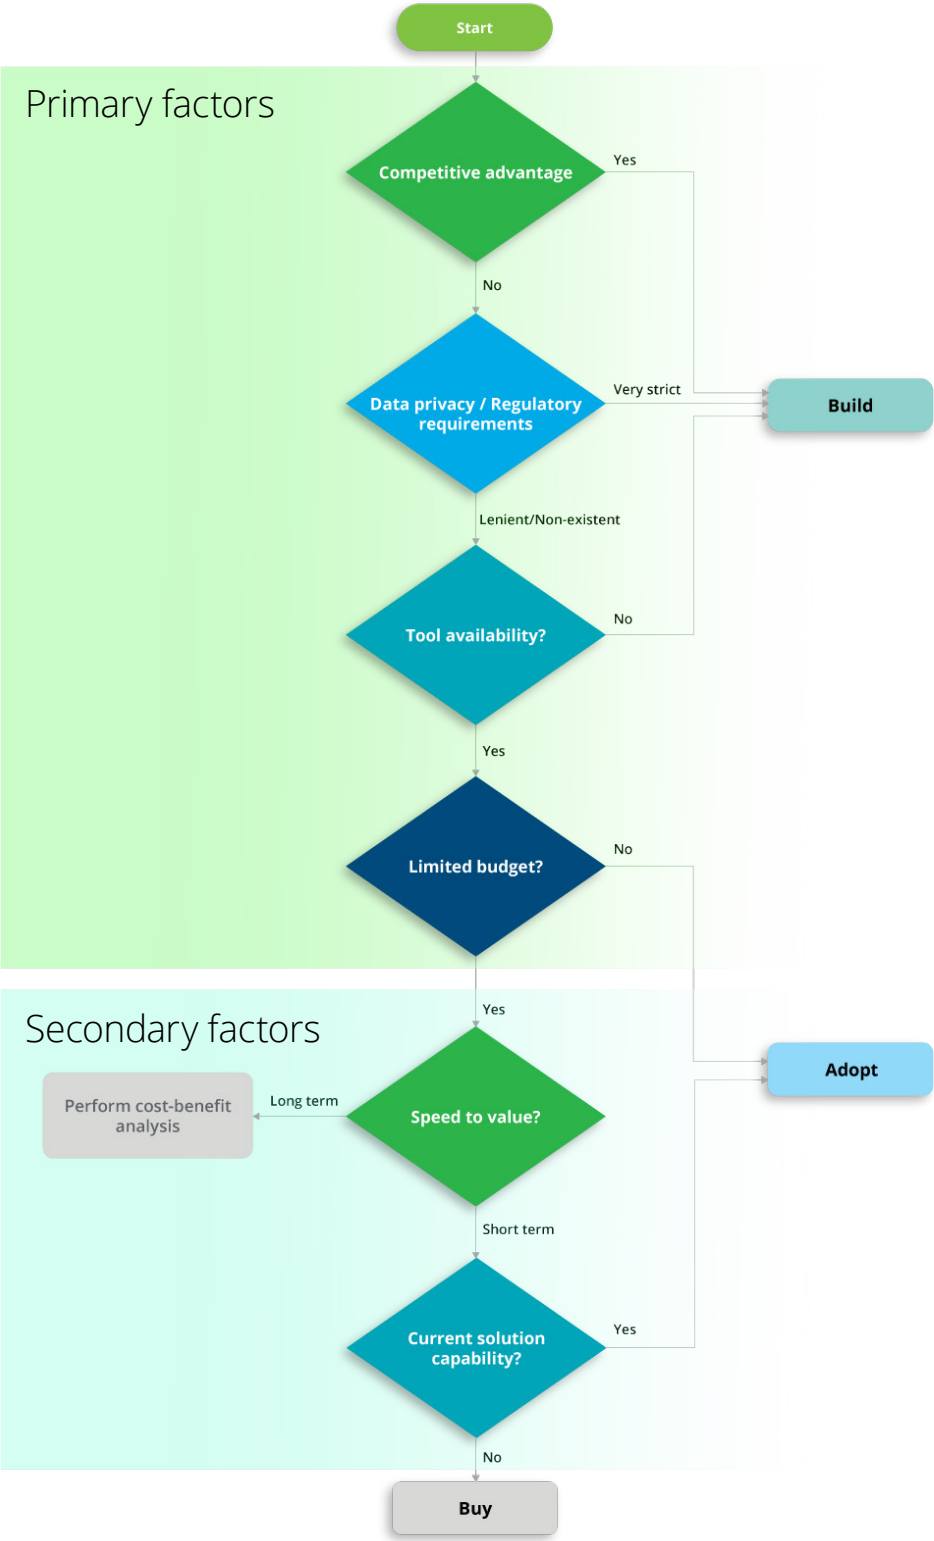 Start
Primary factors
Competitive advantage
Yes
No
Data privacy / Regulatory
requirements
Very strict
Build
Lenient/Non-existent
Tool availability?
No
Yes
Limited budget?
No
Yes
Secondary factors
Speed to value?
Long term
Perform cost-benefit
analysis
Adopt
Short term
Current solution
capability?
Yes
No
Buy